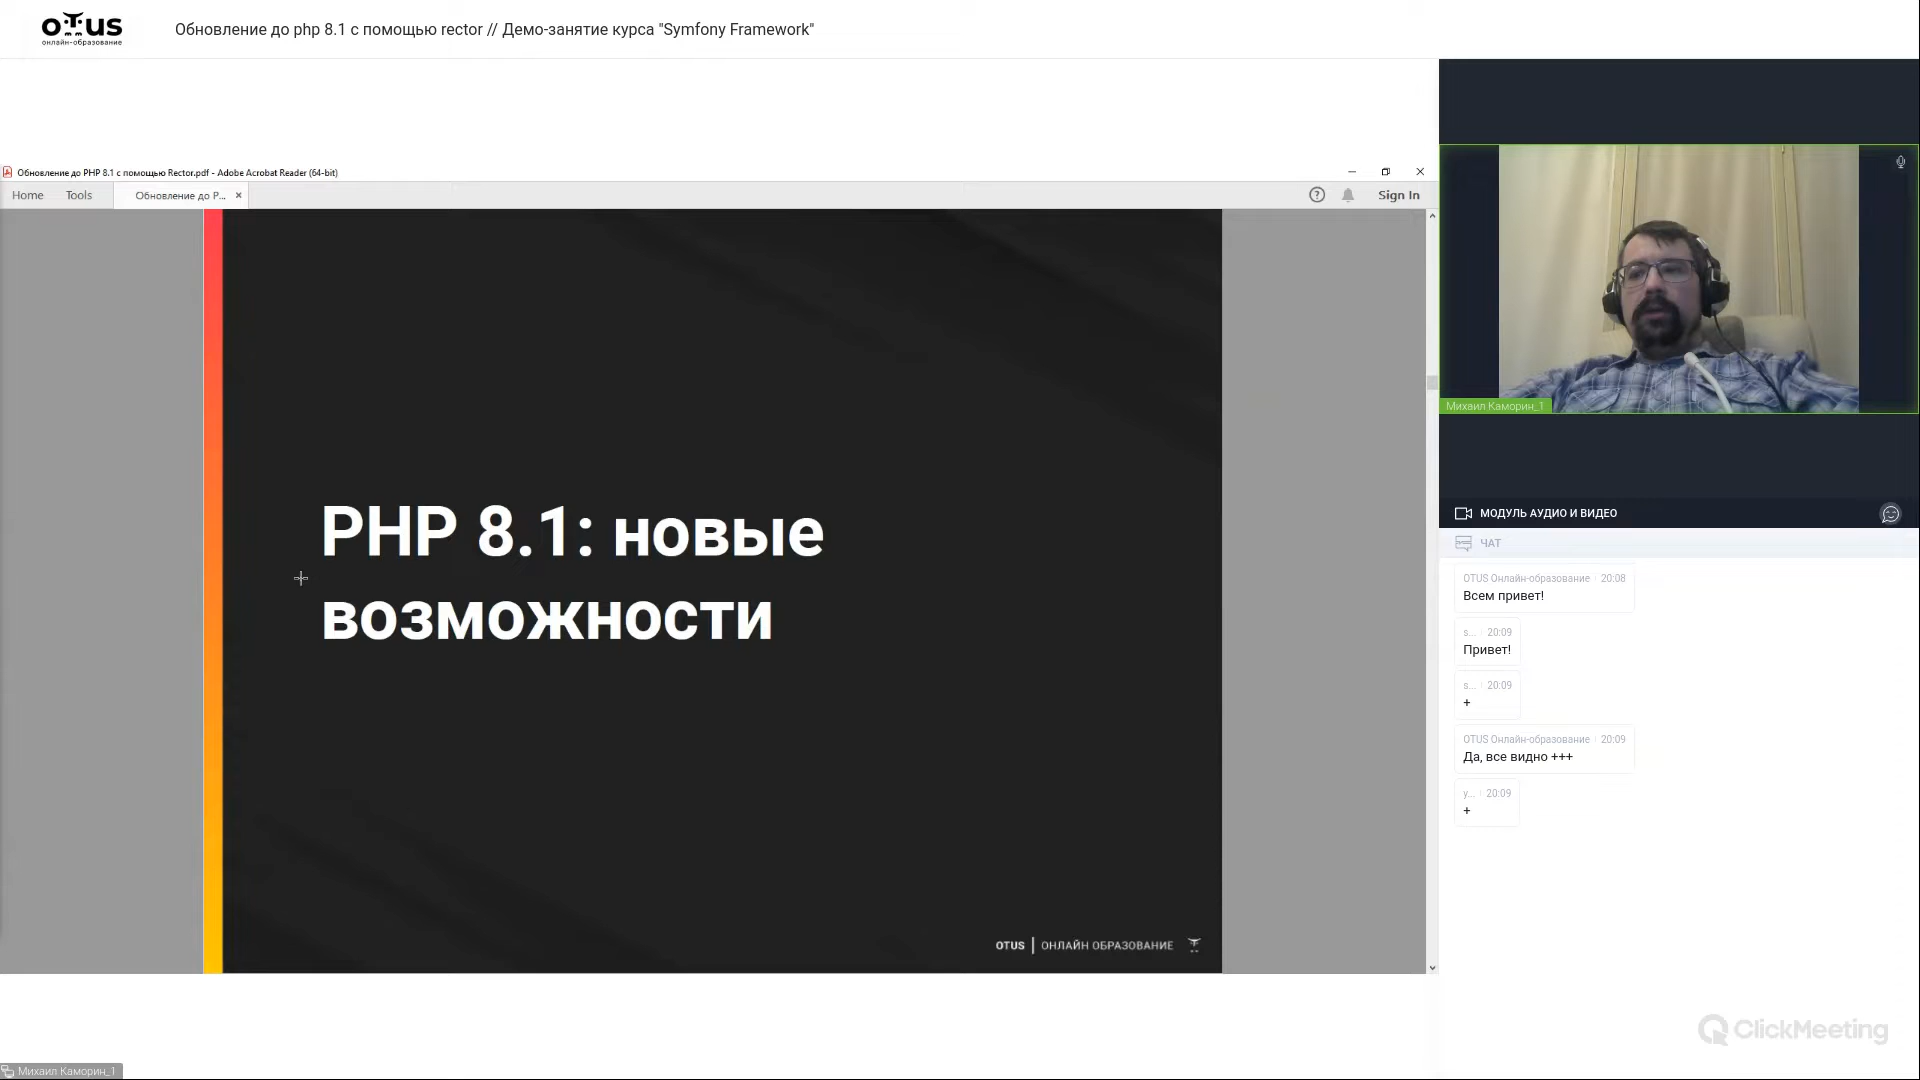 отus
онлайн-образование
Обновление до php 8.1 с помощью rector // Демо-занятие курса "Symfony Framework"
Обновление до PHP 8.1 с помощью Rector.pdf - Adobe Acrobat Reader (64-bit)
Home Tools Обновление до P... × Sign In
PHP 8.1: новые
возможности
OTUS | ОНЛАЙН ОБРАЗОВАНИЕ
Михаил Каморин_1
МОДУЛЬ АУДИО И ВИДЕО
ЧАТ
OTUS Онлайн-образование 20:08
Всем привет!
s... 20:09
Привет!
s... 20:09
+
OTUS Онлайн-образование 20:09
Да, все видно +++
y... 20:09
+
ClickMeeting
Михаил Каморин_1